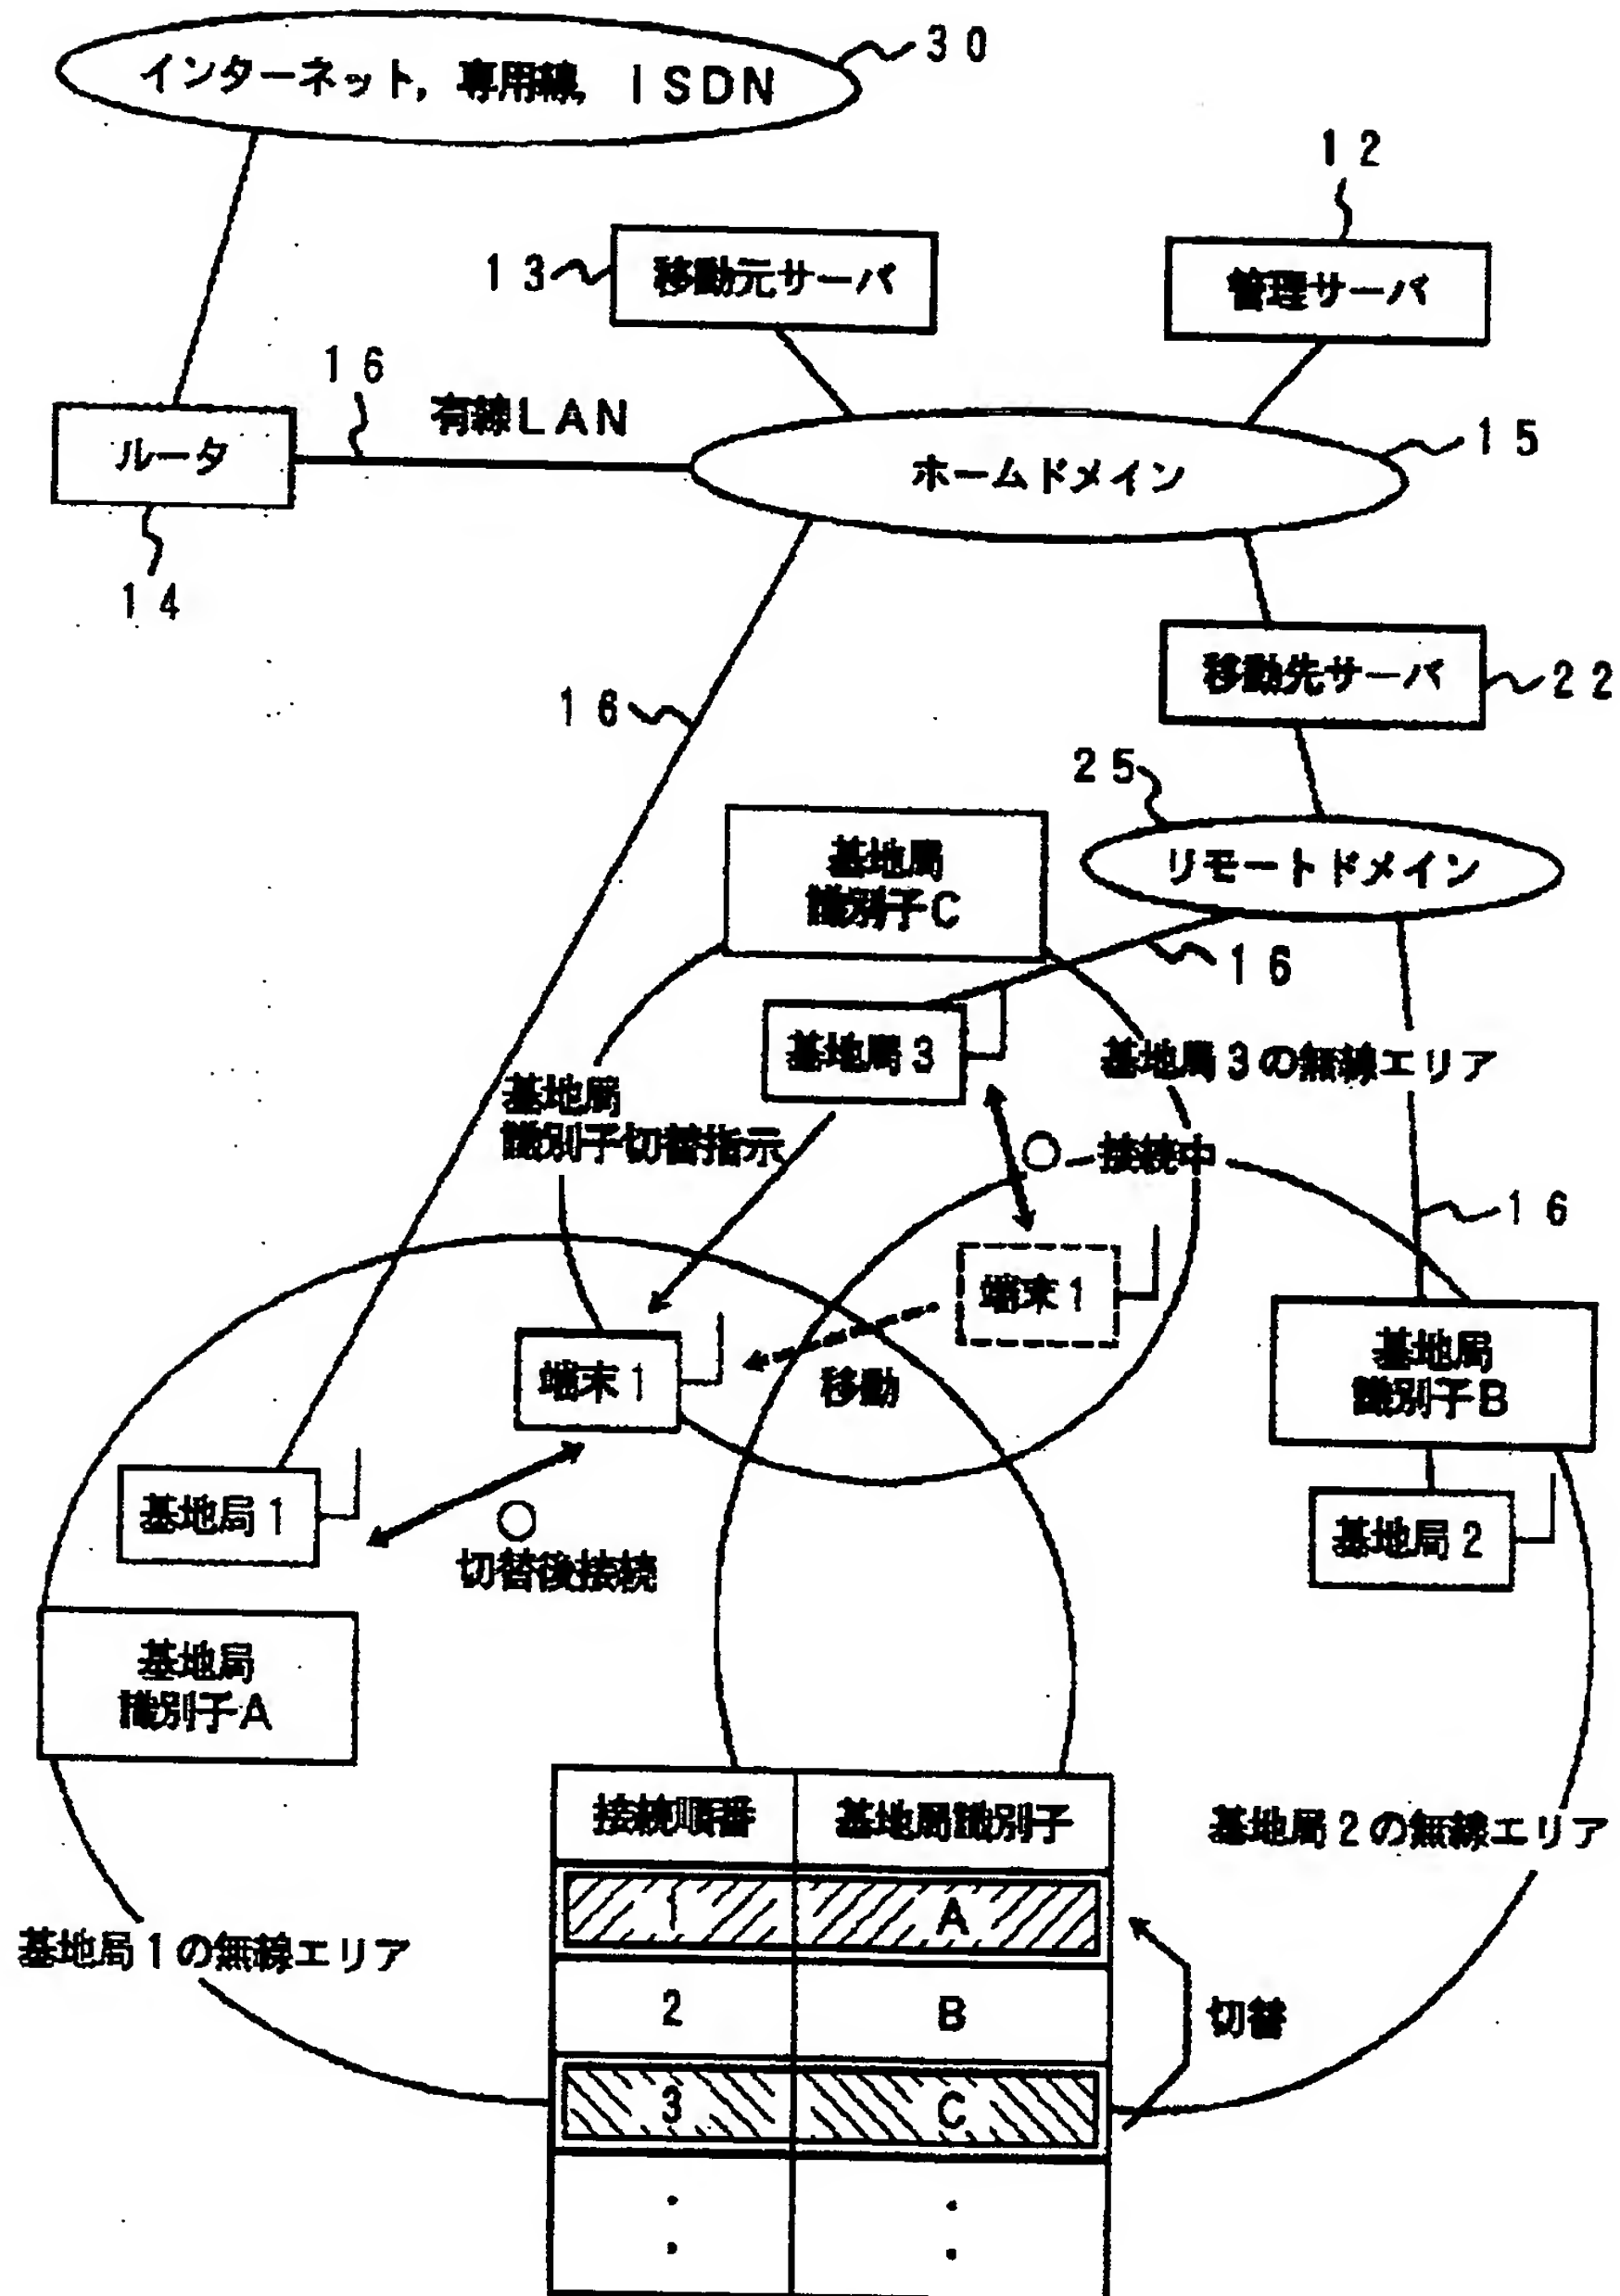 インターネット，専用線，ＩＳＤＮ
３０
１２
１３
移動元サーバ
管理サーバ
１６
有線ＬＡＮ
ルータ
ホームドメイン
１５
１４
移動先サーバ
２２
１６
２５
基地局
識別子Ｃ
リモートドメイン
１６
基地局３
基地局３の無線エリア
基地局
識別子切替指示
接続中
１６
端末１
端末１
移動
基地局
識別子Ｂ
基地局１
基地局２
切替後接続
基地局
識別子Ａ
接続順番
基地局識別子
基地局２の無線エリア
１
Ａ
基地局１の無線エリア
２
Ｂ
切替
３
Ｃ